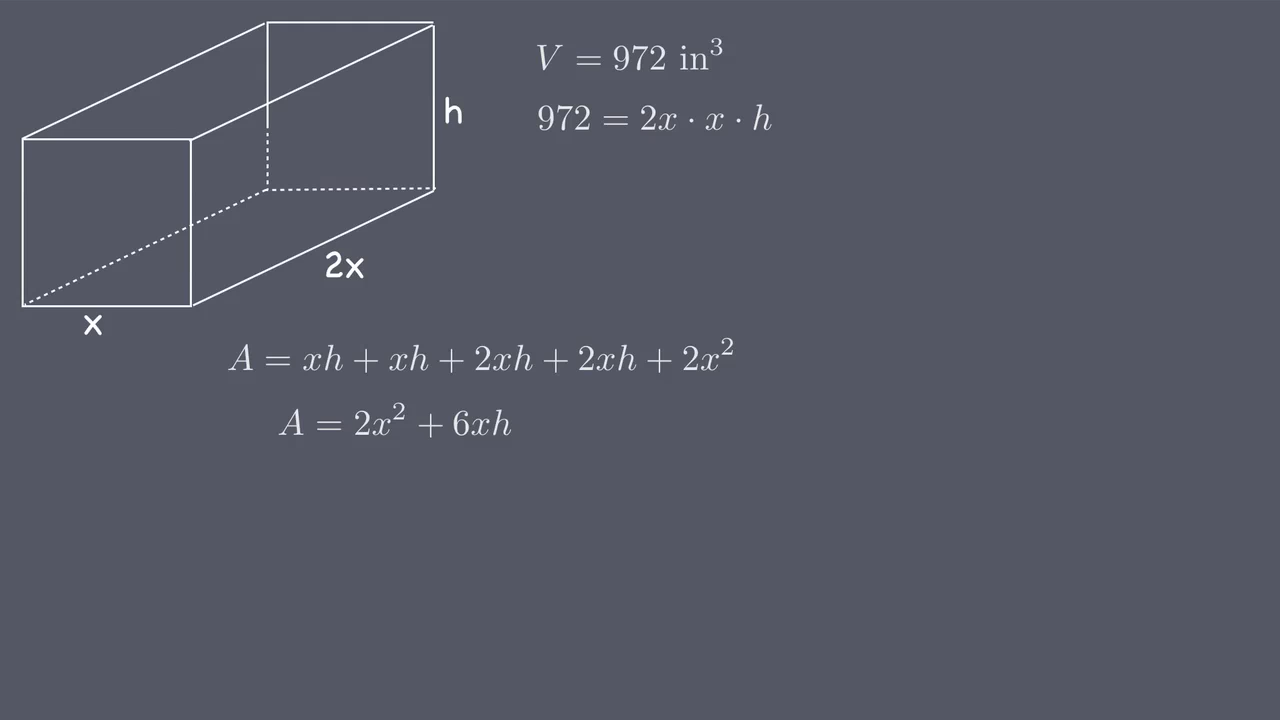 V = 972 in³
h
972 = 2x · x · h
2x
x
A = xh + xh + 2xh + 2xh + 2x²
A = 2x² + 6xh